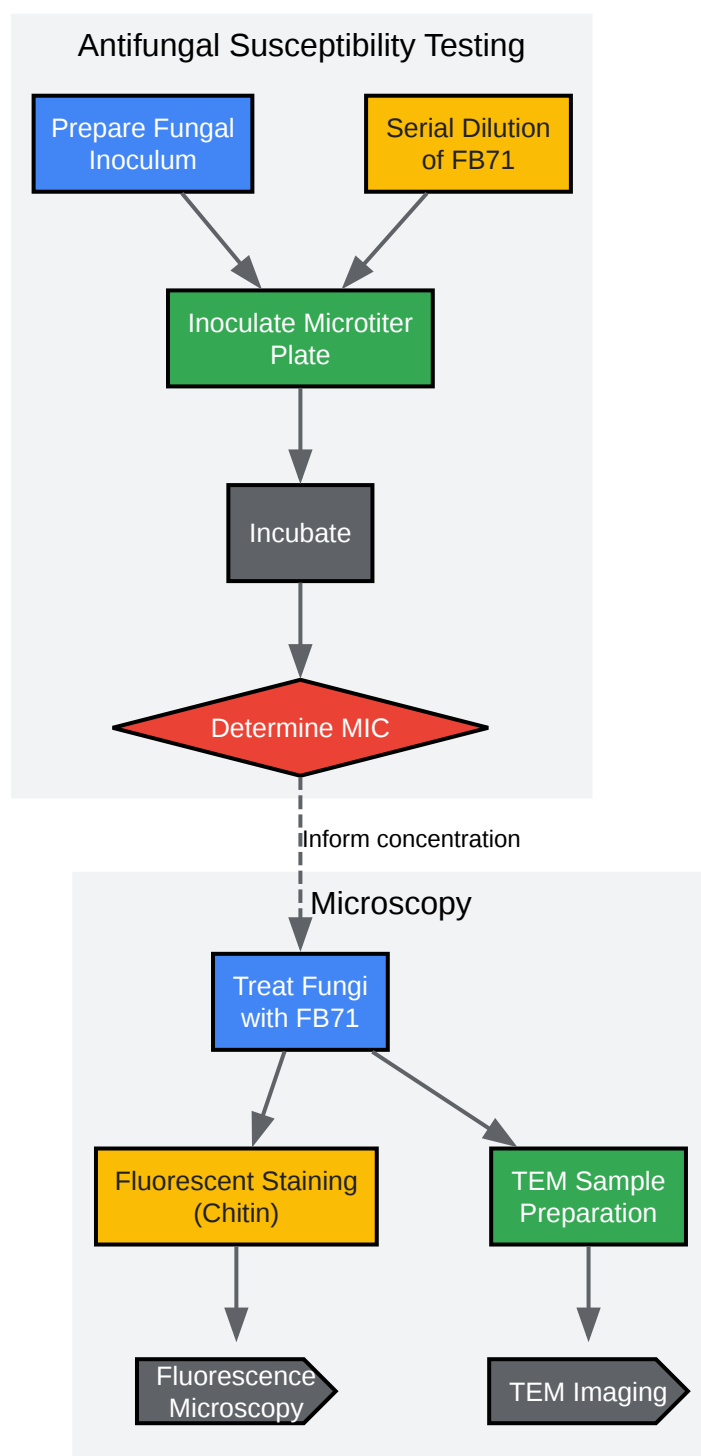 Antifungal Susceptibility Testing
Prepare Fungal
Inoculum
Serial Dilution
of FB71
Inoculate Microtiter
Plate
Incubate
Determine MIC
Inform concentration
Microscopy
Treat Fungi
with FB71
Fluorescent Staining
(Chitin)
TEM Sample
Preparation
Fluorescence
Microscopy
TEM Imaging